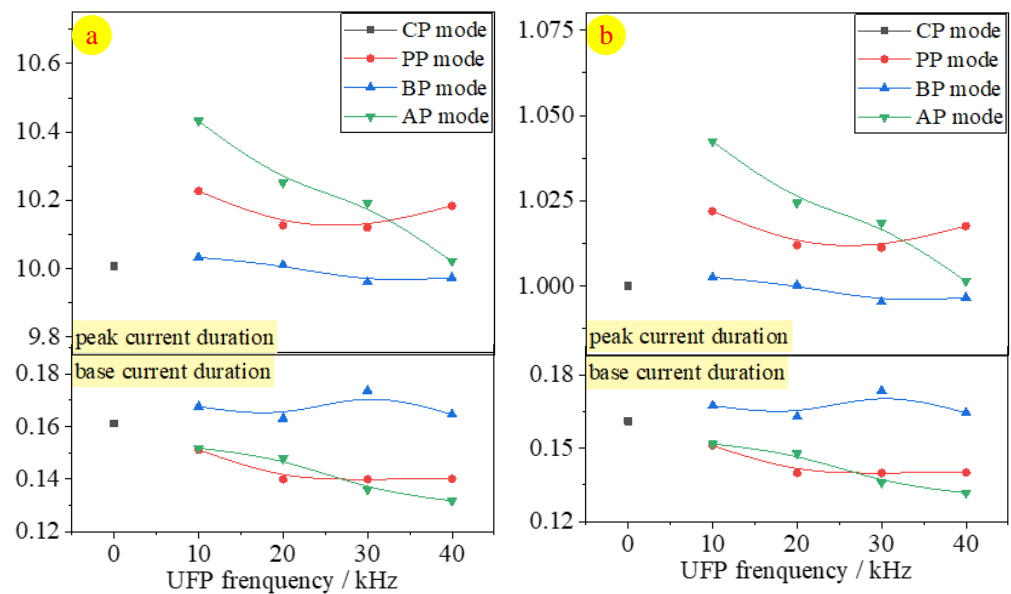 a
CP mode
PP mode
BP mode
AP mode
10.6
10.4
10.2
10.0
9.8
peak current duration
base current duration
0.18
0.16
0.14
0.12
0 10 20 30 40
UFP frenquency / kHz
b
CP mode
PP mode
BP mode
AP mode
1.075
1.050
1.025
1.000
peak current duration
base current duration
0.18
0.15
0.12
0 10 20 30 40
UFP frenquency / kHz